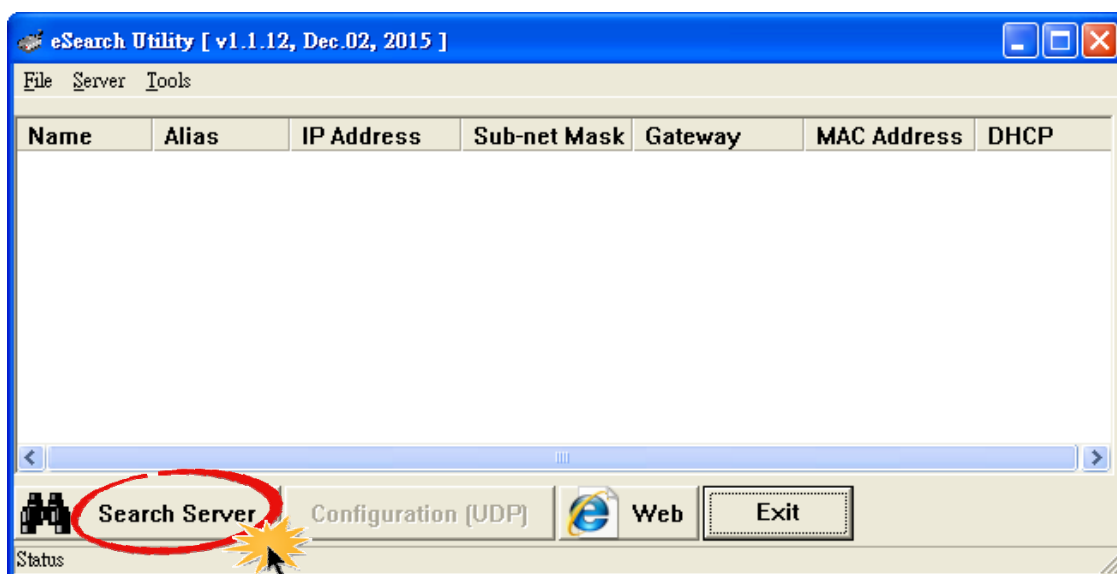 eSearch Utility [ v1.1.12, Dec.02, 2015 ]
File Server Tools
Name Alias IP Address Sub-net Mask Gateway MAC Address DHCP
Search Server Configuration (UDP) Web Exit
Status